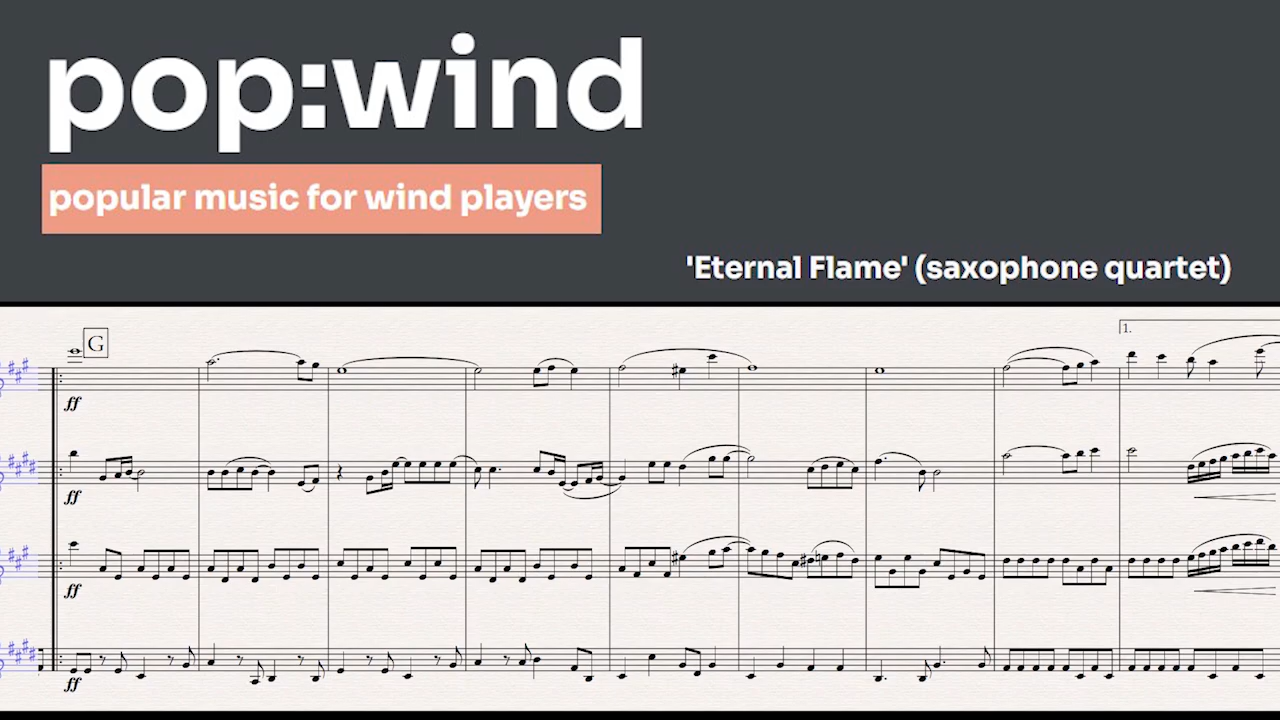 pop:wind
popular music for wind players
'Eternal Flame' (saxophone quartet)
G
1.
ff
ff
ff
ff